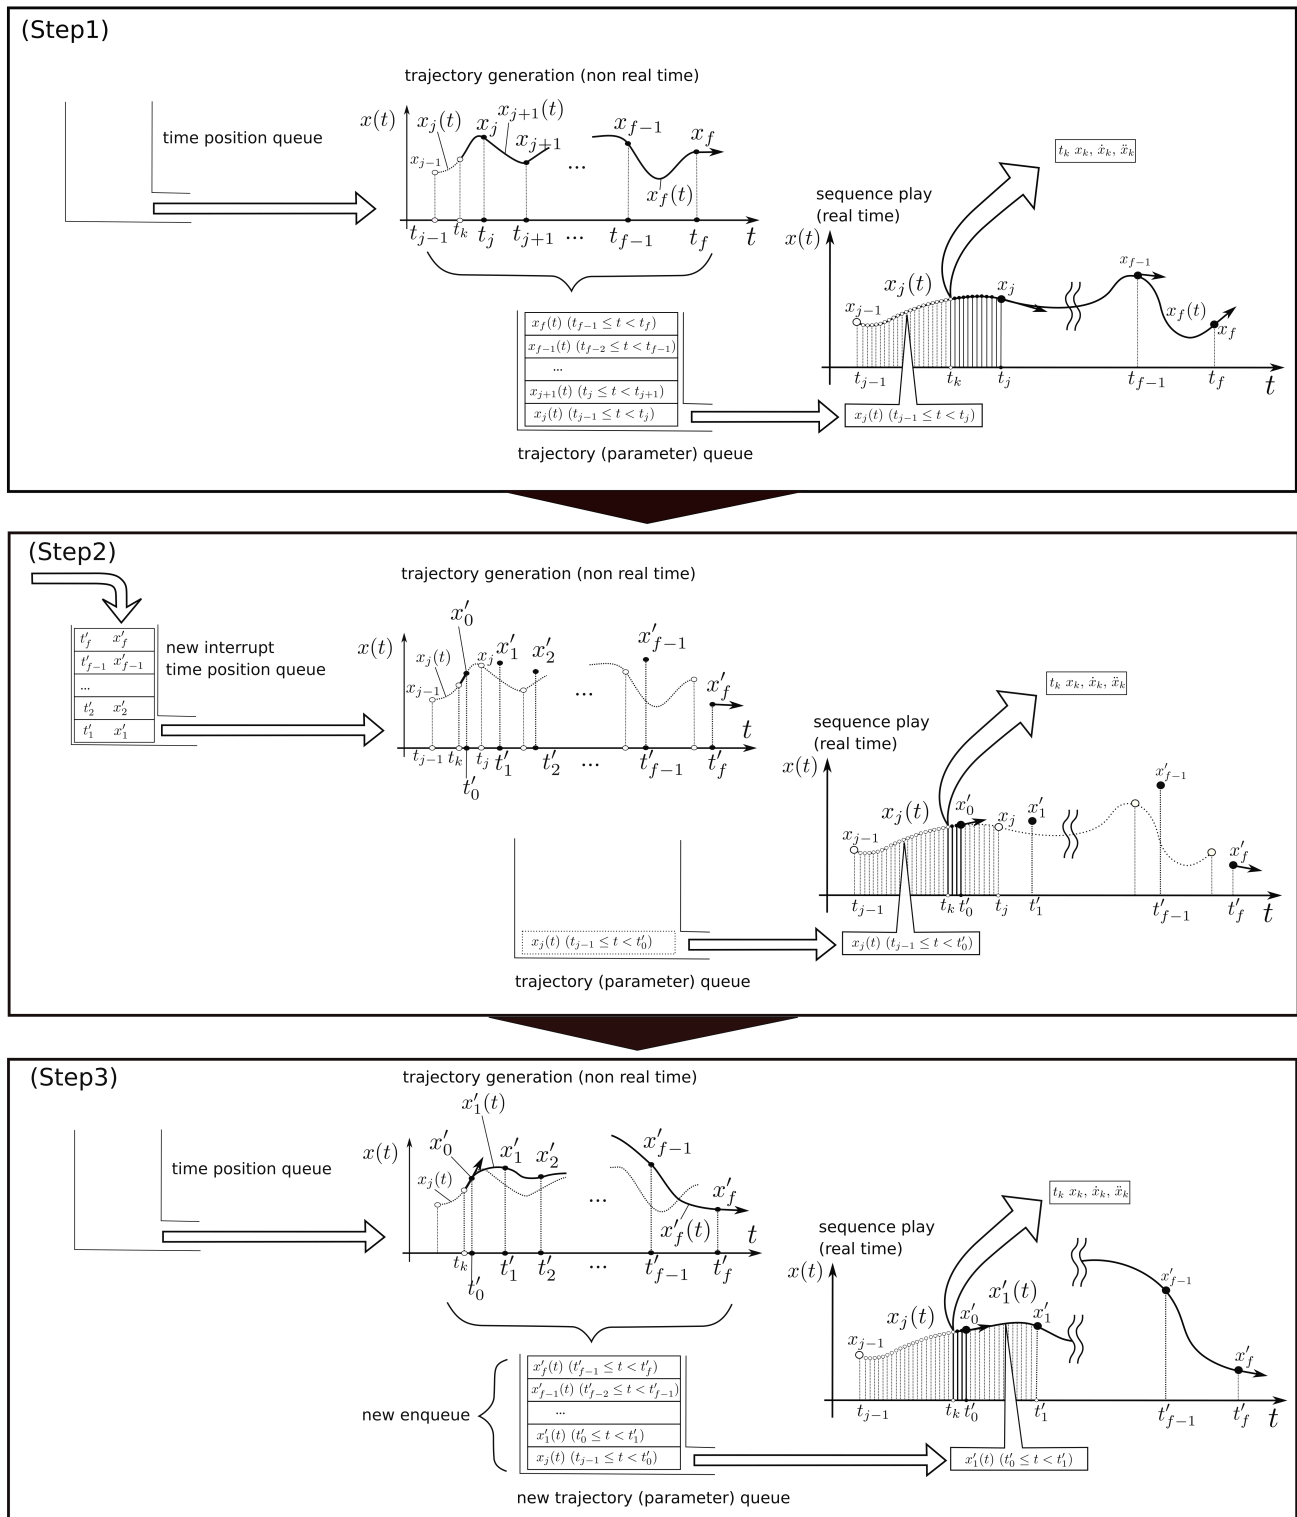 (Step1)
trajectory generation (non real time)
time position queue
x(t)
x_j(t)
x_{j+1}(t)
x_j
x_{j-1}
x_{j+1}
...
x_{f-1}
x_f
x_f(t)
t_{j-1} t_k t_j t_{j+1} ... t_{f-1} t_f t
x_f(t) (t_{f-1} ≤ t < t_f)
x_{f-1}(t) (t_{f-2} ≤ t < t_{f-1})
...
x_{j+1}(t) (t_j ≤ t < t_{j+1})
x_j(t) (t_{j-1} ≤ t < t_j)
trajectory (parameter) queue
t_k x_k, ẋ_k, ẍ_k
sequence play
(real time)
x(t)
x_{j-1}
x_j(t)
x_j
x_{f-1}
x_f(t)
x_f
t_{j-1} t_k t_j t_{f-1} t_f t
x_j(t) (t_{j-1} ≤ t < t_j)
(Step2)
trajectory generation (non real time)
t′_f x′_f
t′_{f-1} x′_{f-1}
...
t′_2 x′_2
t′_1 x′_1
new interrupt
time position queue
x(t)
x′_0
x_j(t)
x_{j-1}
x_j
x′_1
x′_2
...
x′_{f-1}
x′_f
t
t_{j-1} t_k t_j t′_1 t′_2 ... t′_{f-1} t′_f
t′_0
x_j(t) (t_{j-1} ≤ t < t′_0)
trajectory (parameter) queue
t_k x_k, ẋ_k, ẍ_k
sequence play
(real time)
x(t)
x_{j-1}
x_j(t)
x′_0
x_j
x′_1
x′_{f-1}
x′_f
t_{j-1} t_k t′_0 t_j t′_1 t′_{f-1} t′_f t
x_j(t) (t_{j-1} ≤ t < t′_0)
(Step3)
trajectory generation (non real time)
time position queue
x′_1(t)
x(t)
x′_0
x_j(t)
x′_1
x′_2
...
x′_{f-1}
x′_f
x′_f(t)
t
t_k t′_1 t′_2 ... t′_{f-1} t′_f
t′_0
new enqueue
x′_f(t) (t′_{f-1} ≤ t < t′_f)
x′_{f-1}(t) (t′_{f-2} ≤ t < t′_{f-1})
...
x′_1(t) (t′_0 ≤ t < t′_1)
x_j(t) (t_{j-1} ≤ t < t′_0)
new trajectory (parameter) queue
t_k x_k, ẋ_k, ẍ_k
sequence play
(real time)
x(t)
x_{j-1}
x_j(t)
x′_0
x′_1(t)
x′_1
x′_{f-1}
x′_f
t_{j-1} t_k t′_0 t′_1 t′_{f-1} t′_f t
x′_1(t) (t′_0 ≤ t < t′_1)